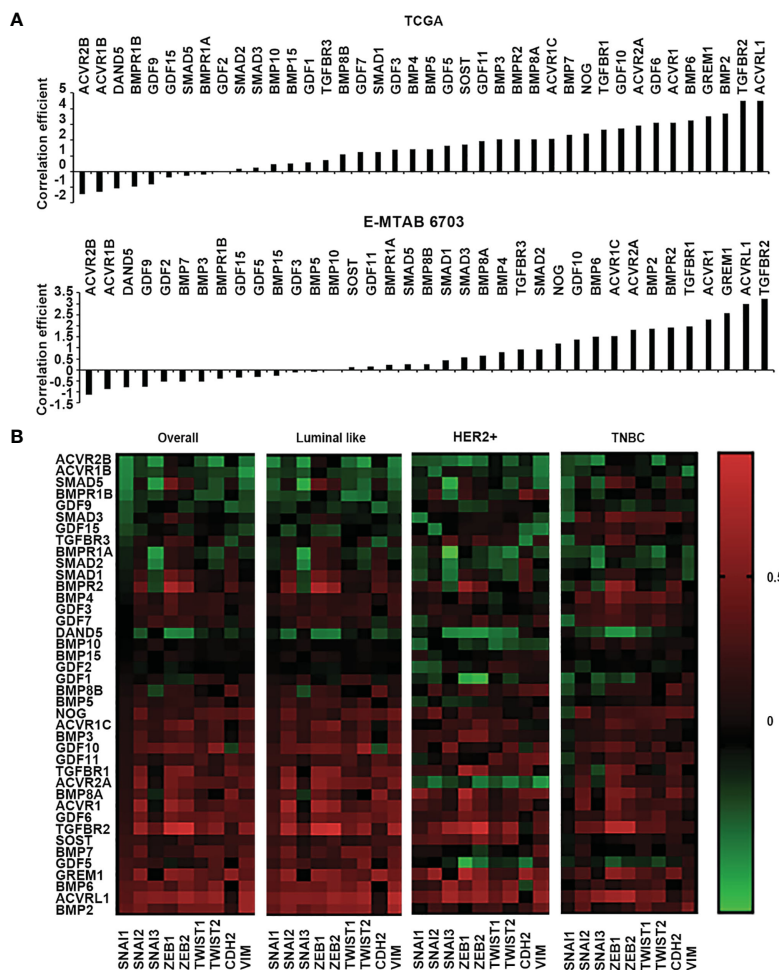 A
TCGA
ACVR2B
ACVR1B
DAND5
BMPR1B
GDF9
GDF15
SMAD5
BMPR1A
GDF2
SMAD2
SMAD3
BMP10
BMP15
GDF1
TGFBR3
BMP8B
GDF7
SMAD1
GDF3
BMP4
BMP5
GDF5
SOST
GDF11
BMP3
BMPR2
BMP8A
ACVR1C
BMP7
NOG
TGFBR1
GDF10
ACVR2A
GDF6
ACVR1
BMP6
GREM1
BMP2
TGFBR2
ACVRL1
Correlation efficient
5
4
3
2
1
0
-1
-2
E-MTAB 6703
ACVR2B
ACVR1B
DAND5
GDF9
GDF2
BMP7
BMP3
BMPR1B
GDF15
GDF5
BMP15
GDF3
BMP5
BMP10
SOST
GDF11
BMPR1A
SMAD5
BMP8B
SMAD1
SMAD3
BMP8A
BMP4
TGFBR3
SMAD2
NOG
GDF10
BMP6
ACVR1C
ACVR2A
BMP2
BMPR2
TGFBR1
ACVR1
GREM1
ACVRL1
TGFBR2
Correlation efficient
3.5
3
2.5
2
1.5
1
0.5
0
-0.5
-1
-1.5
B
Overall
Luminal like
HER2+
TNBC
ACVR2B
ACVR1B
SMAD5
BMPR1B
GDF9
SMAD3
GDF15
TGFBR3
BMPR1A
SMAD2
SMAD1
BMPR2
BMP4
GDF3
GDF7
DAND5
BMP10
BMP15
GDF2
GDF1
BMP8B
BMP5
NOG
ACVR1C
BMP3
GDF10
GDF11
TGFBR1
ACVR2A
BMP8A
ACVR1
GDF6
TGFBR2
SOST
BMP7
GDF5
GREM1
BMP6
ACVRL1
BMP2
0.5
0
SNAI1
SNAI2
SNAI3
ZEB1
ZEB2
TWIST1
TWIST2
CDH2
VIM
SNAI1
SNAI2
SNAI3
ZEB1
ZEB2
TWIST1
TWIST2
CDH2
VIM
SNAI1
SNAI2
SNAI3
ZEB1
ZEB2
TWIST1
TWIST2
CDH2
VIM
SNAI1
SNAI2
SNAI3
ZEB1
ZEB2
TWIST1
TWIST2
CDH2
VIM